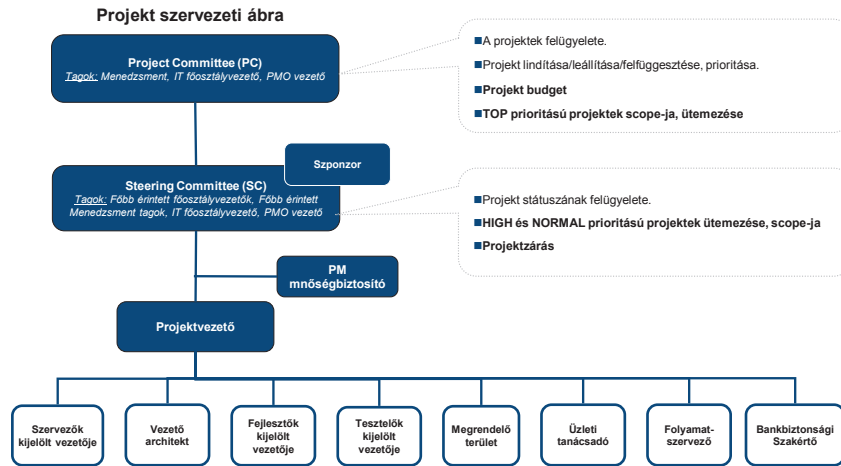 Projekt szervezeti ábra
Project Committee (PC)
Tagok: Menedzsment, IT főosztályvezető, PMO vezető
■A projektek felügyelete.
■Projekt lindítása/leállítása/felfüggesztése, prioritása.
■Projekt budget
■TOP prioritású projektek scope-ja, ütemezése
Szponzor
Steering Committee (SC)
Tagok: Főbb érintett főosztályvezetők, Főbb érintett
Menedzsment tagok, IT főosztályvezető, PMO vezető
■Projekt státuszának felügyelete.
■HIGH és NORMAL prioritású projektek ütemezése, scope-ja
■Projektzárás
PM
mnőségbiztosító
Projektvezető
Szervezők
kijelölt vezetője
Vezető
architekt
Fejlesztők
kijelölt
vezetője
Tesztelők
kijelölt
vezetője
Megrendelő
terület
Üzleti
tanácsadó
Folyamat-
szervező
Bankbiztonsági
Szakértő